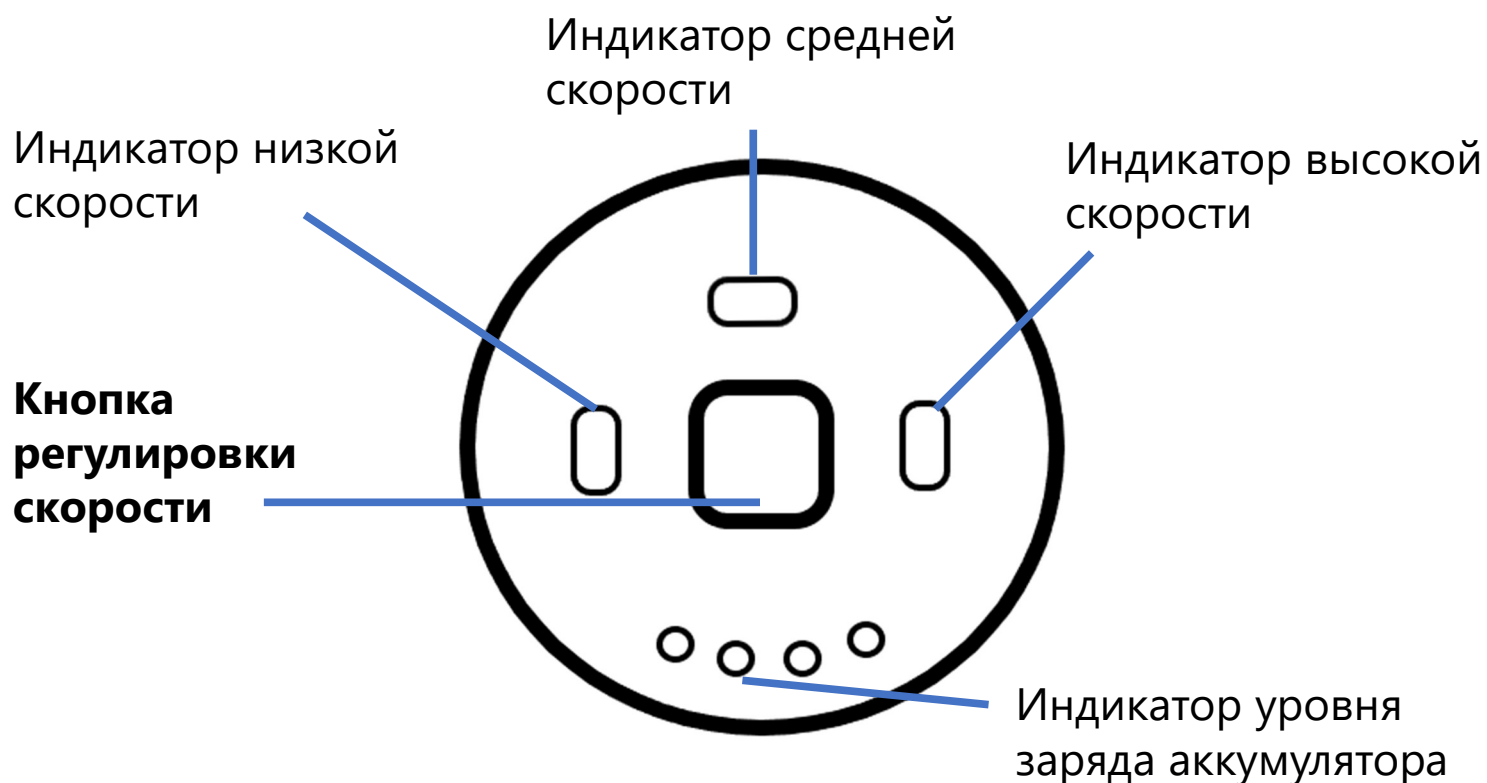 Индикатор средней
скорости
Индикатор низкой
скорости
Индикатор высокой
скорости
Кнопка
регулировки
скорости
Индикатор уровня
заряда аккумулятора